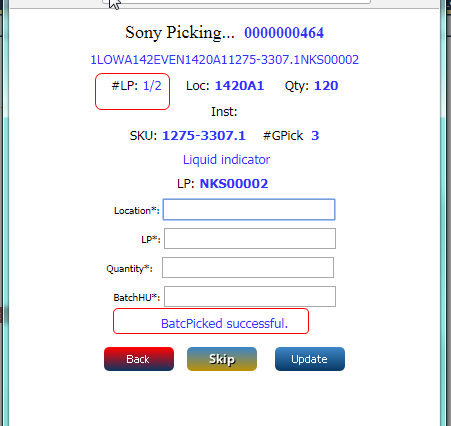 Sony Picking... 0000000464
1LOWA142EVEN1420A11275-3307.1NKS00002
#LP: 1/2 Loc: 1420A1 Qty: 120
Inst:
SKU: 1275-3307.1 #GPick 3
Liquid indicator
LP: NKS00002
Location*:
LP*:
Quantity*:
BatchHU*:
BatcPicked successful.
Back Skip Update